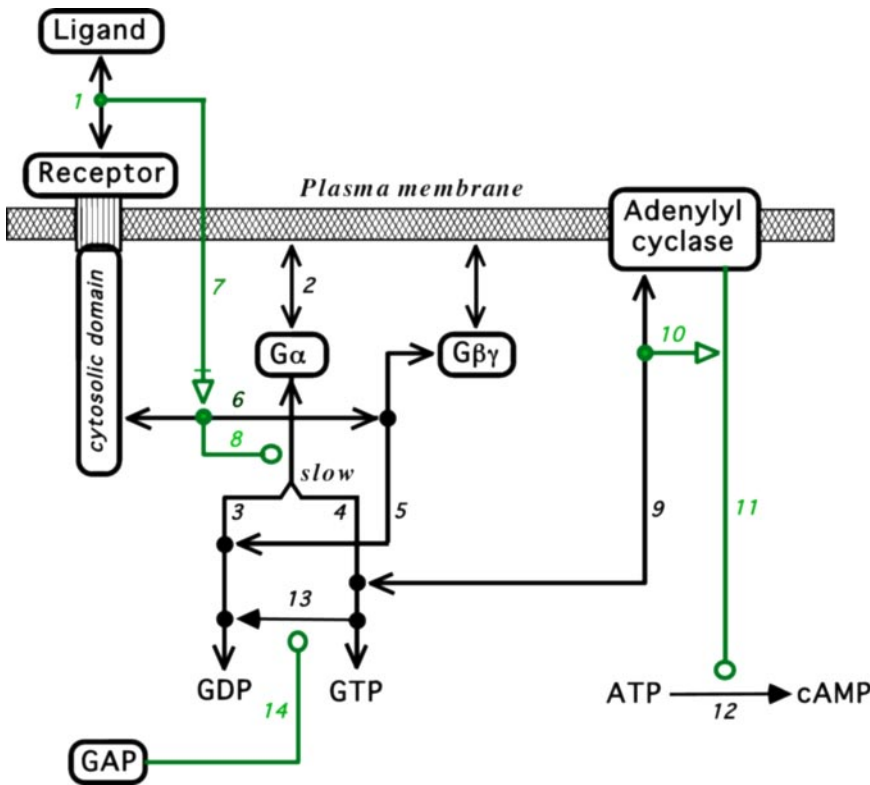 Ligand
1
Receptor
Plasma membrane
Adenylyl
cyclase
cytosolic domain
7
2
Gα
Gβγ
10
6
8
slow
3
4
5
9
11
13
GDP
GTP
ATP
cAMP
12
14
GAP